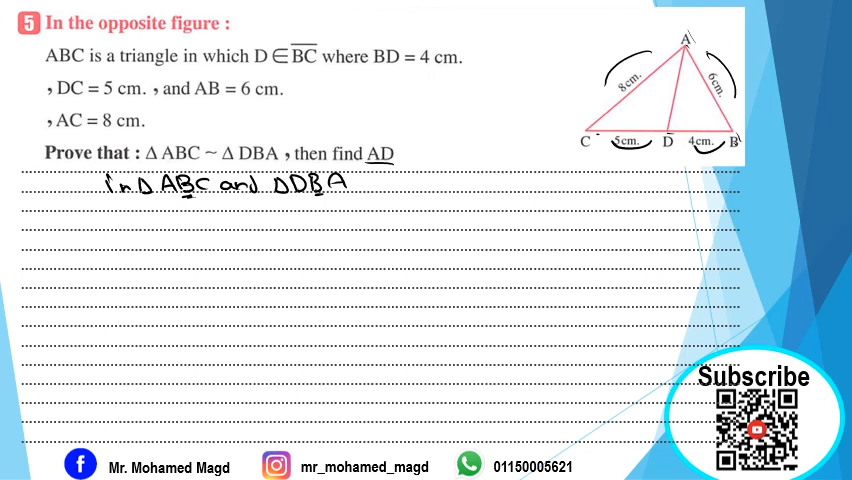 5 In the opposite figure :
ABC is a triangle in which D ∈ B̅C̅ where BD = 4 cm.
, DC = 5 cm. , and AB = 6 cm.
, AC = 8 cm.
Prove that : Δ ABC ~ Δ DBA , then find AD
A
8cm.
6cm.
C 5cm. D 4cm. B
in Δ ABC and Δ DBA
Subscribe
Mr. Mohamed Magd
mr_mohamed_magd
01150005621